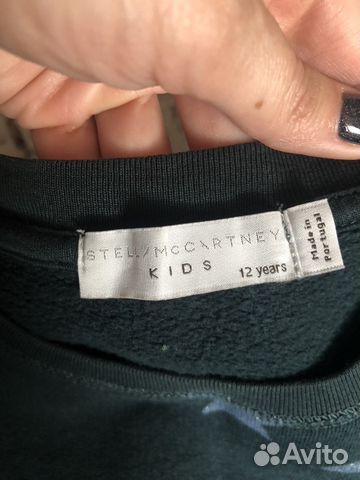 STELLA McCARTNEY
KIDS
12 years
Made in
Portugal
Avito